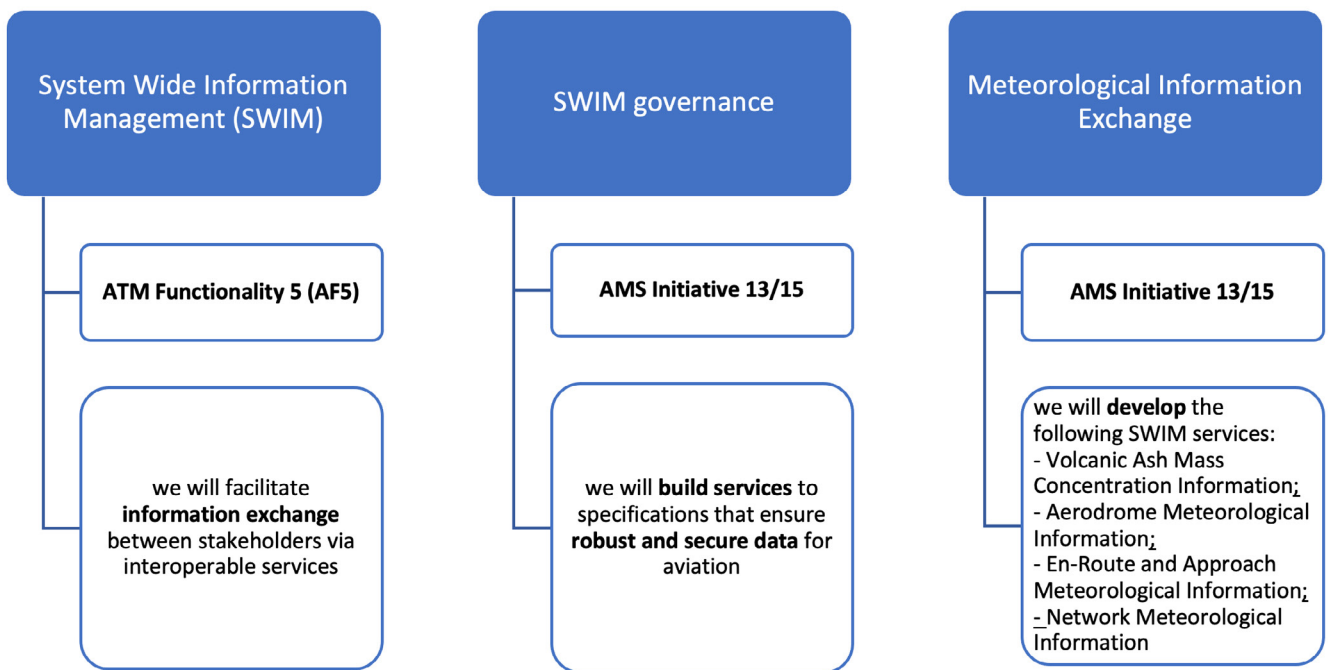 System Wide Information
Management (SWIM)
ATM Functionality 5 (AF5)
we will facilitate
information exchange
between stakeholders via
interoperable services
SWIM governance
AMS Initiative 13/15
we will build services to
specifications that ensure
robust and secure data for
aviation
Meteorological Information
Exchange
AMS Initiative 13/15
we will develop the
following SWIM services:
- Volcanic Ash Mass
Concentration Information;
- Aerodrome Meteorological
Information;
- En-Route and Approach
Meteorological Information;
- Network Meteorological
Information